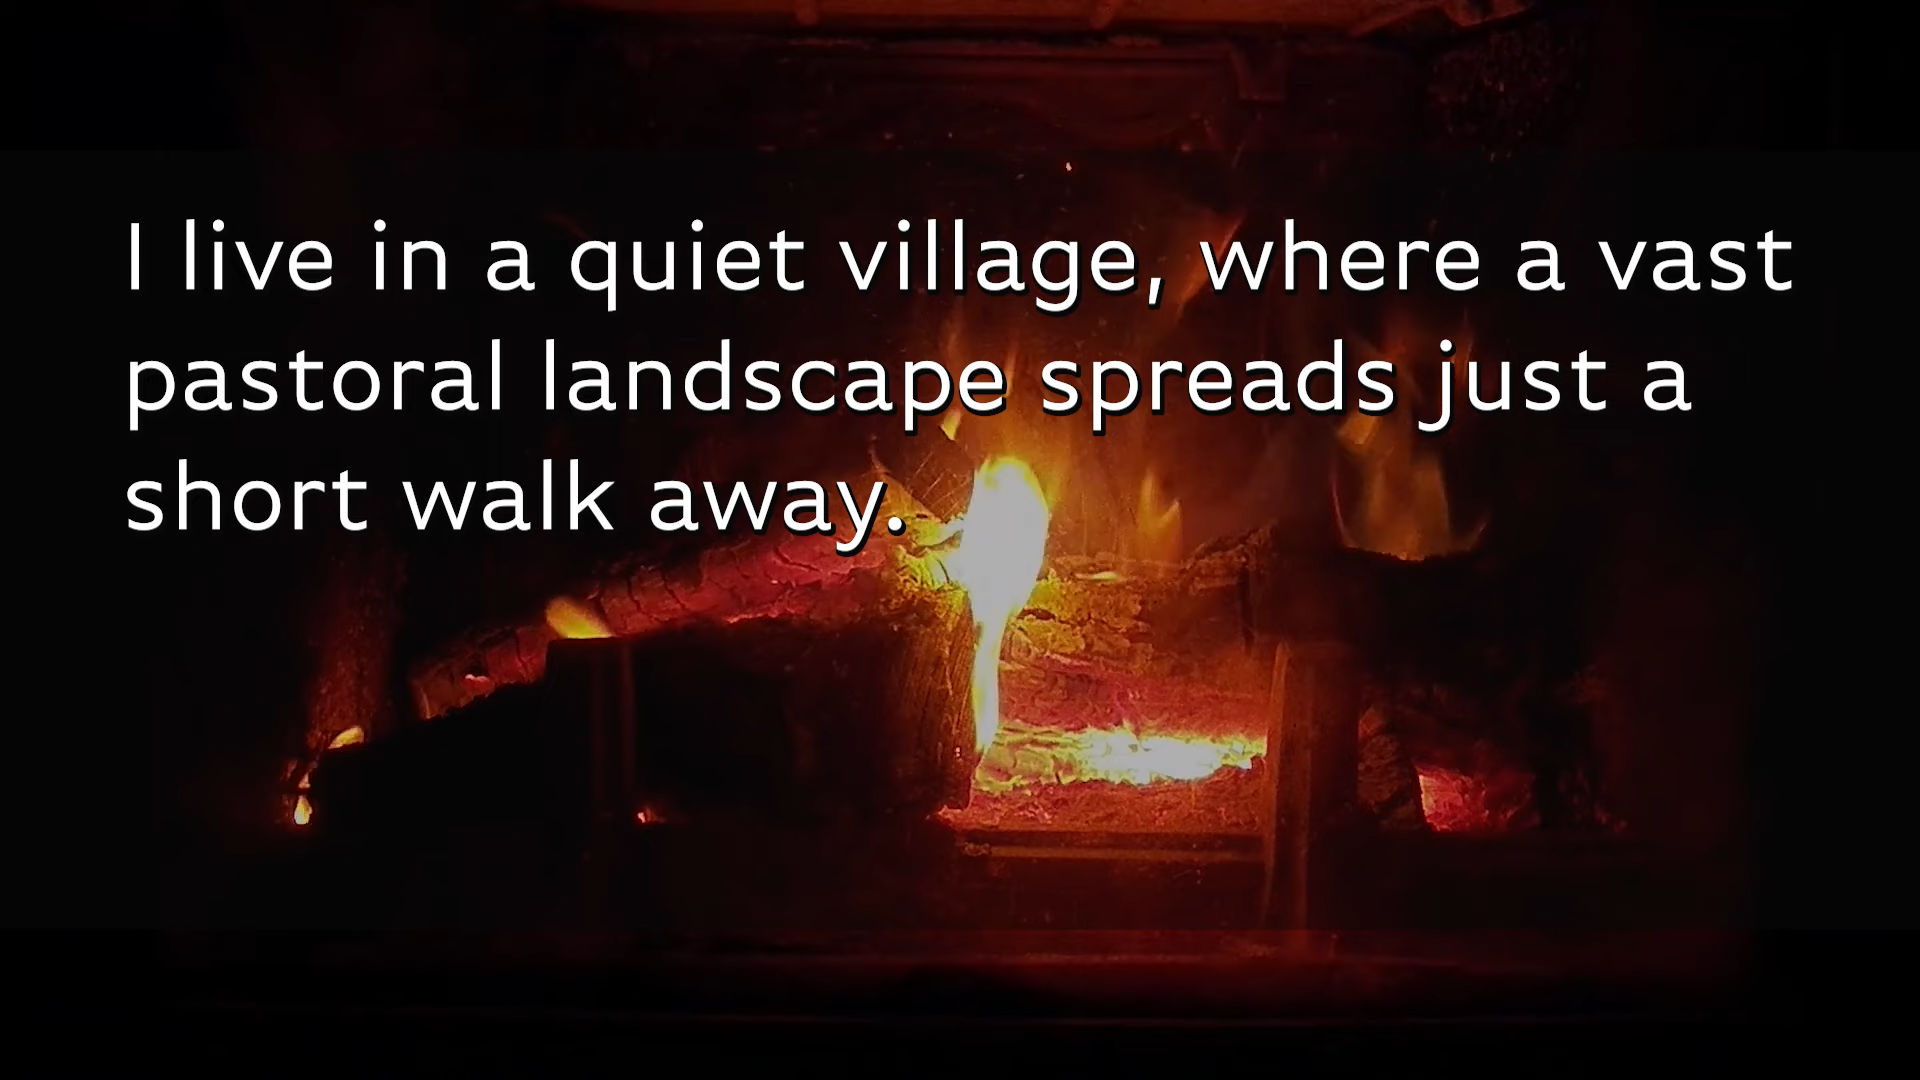 I live in a quiet village, where a vast
pastoral landscape spreads just a
short walk away.